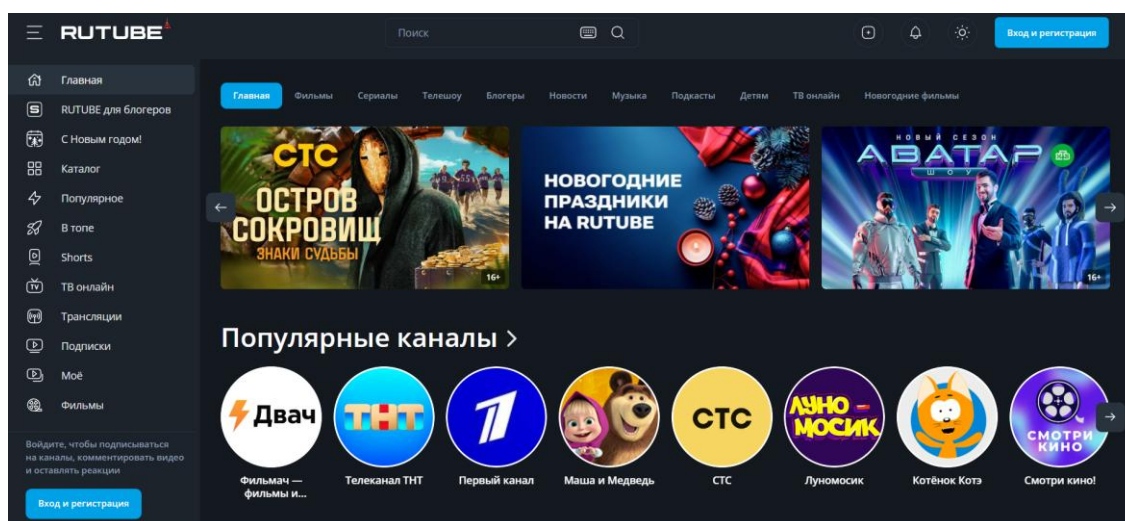 RUTUBE
Поиск
Вход и регистрация
Главная
RUTUBE для блогеров
С Новым годом!
Каталог
Популярное
В топе
Shorts
ТВ онлайн
Трансляции
Подписки
Моё
Фильмы
Войдите, чтобы подписываться
на каналы, комментировать видео
и оставлять реакции
Вход и регистрация
Главная Фильмы Сериалы Телешоу Блогеры Новости Музыка Подкасты Детям ТВ онлайн Новогодние фильмы
СТС
ОСТРОВ
СОКРОВИЩ
ЗНАКИ СУДЬБЫ
16+
НОВОГОДНИЕ
ПРАЗДНИКИ
НА RUTUBE
НОВЫЙ СЕЗОН
АВАТАР
ШОУ
НТВ
16+
Популярные каналы
Двач
ТНТ
СТС
ЛУНО-
МОСИК
СМОТРИ
КИНО
Фильмач —
фильмы и...
Телеканал ТНТ
Первый канал
Маша и Медведь
СТС
Луномосик
Котёнок Котэ
Смотри кино!